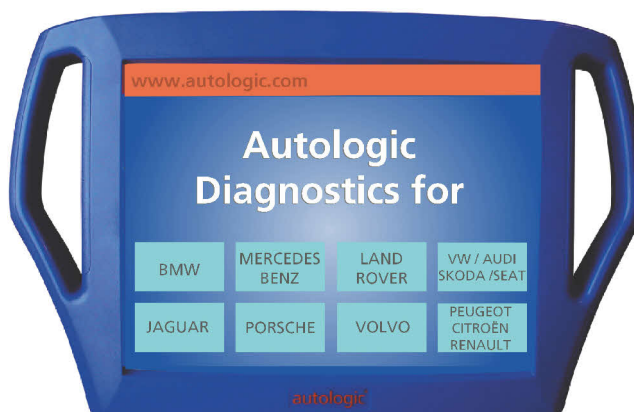 www.autologic.com
Autologic
Diagnostics for
BMW
MERCEDES
BENZ
LAND
ROVER
VW / AUDI
SKODA /SEAT
JAGUAR
PORSCHE
VOLVO
PEUGEOT
CITROËN
RENAULT
autologic